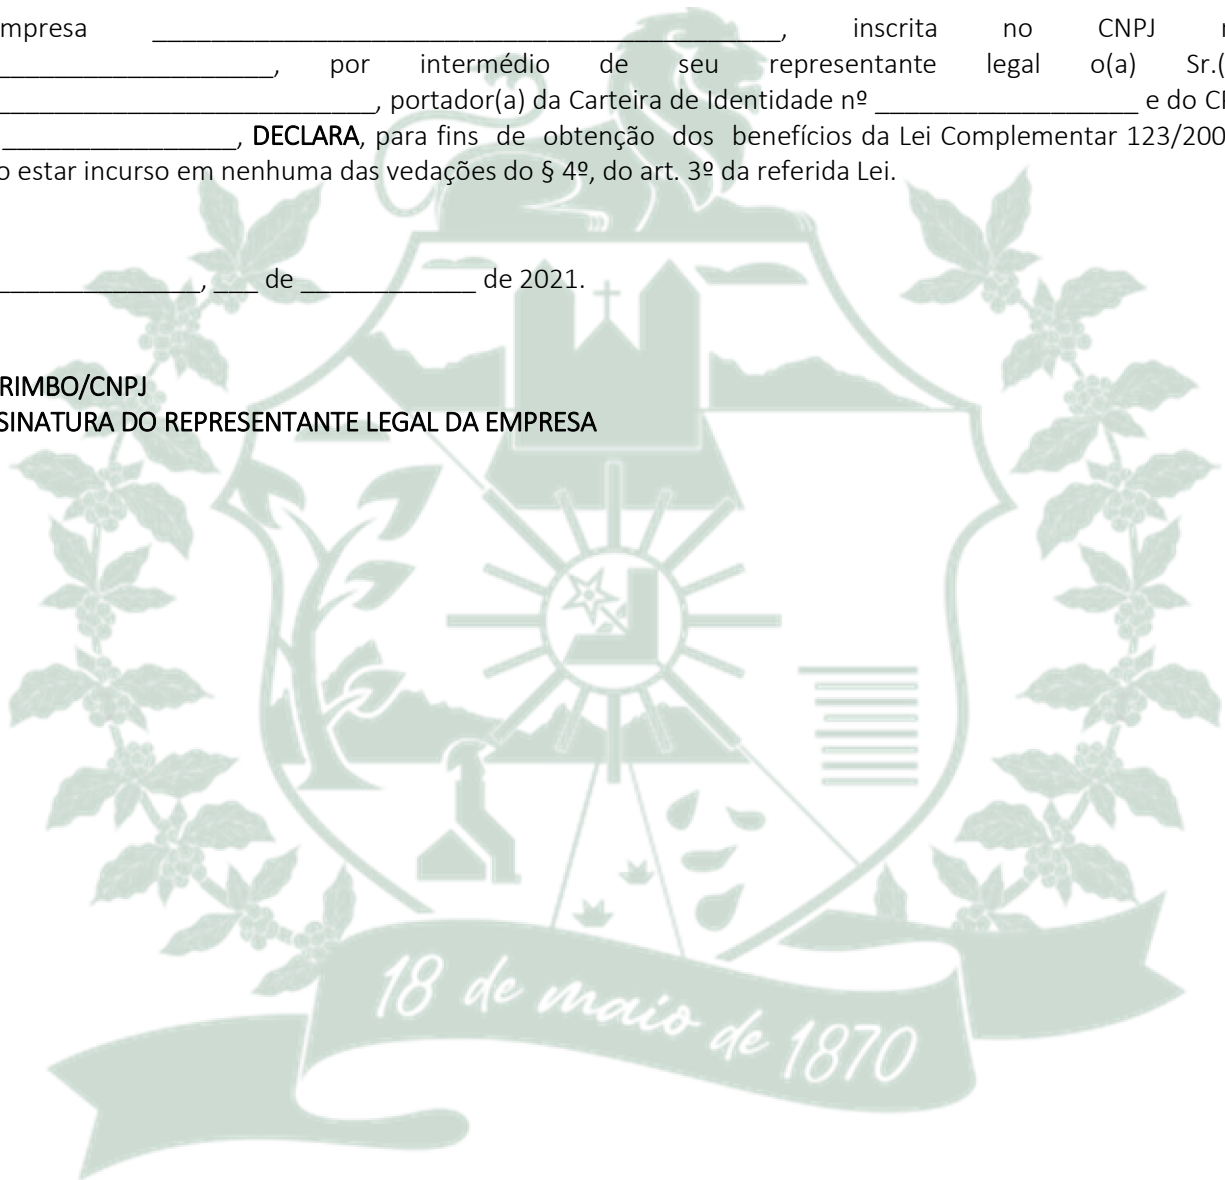 mpresa ___________________________________________, inscrita no CNPJ
___________________, por intermédio de seu representante legal o(a) Sr.(
__________________________, portador(a) da Carteira de Identidade nº __________________ e do
________________, DECLARA, para fins de obtenção dos benefícios da Lei Complementar 123/200
o estar incurso em nenhuma das vedações do § 4º, do art. 3º da referida Lei.
______________, ___ de ____________ de 2021.
RIMBO/CNPJ
SINATURA DO REPRESENTANTE LEGAL DA EMPRESA
18 de maio de 1870